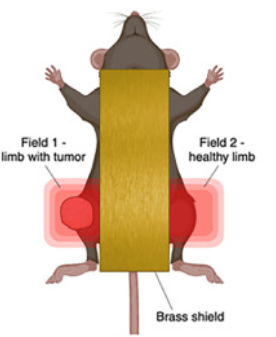 Field 1 -
limb with tumor
Field 2 -
healthy limb
Brass shield